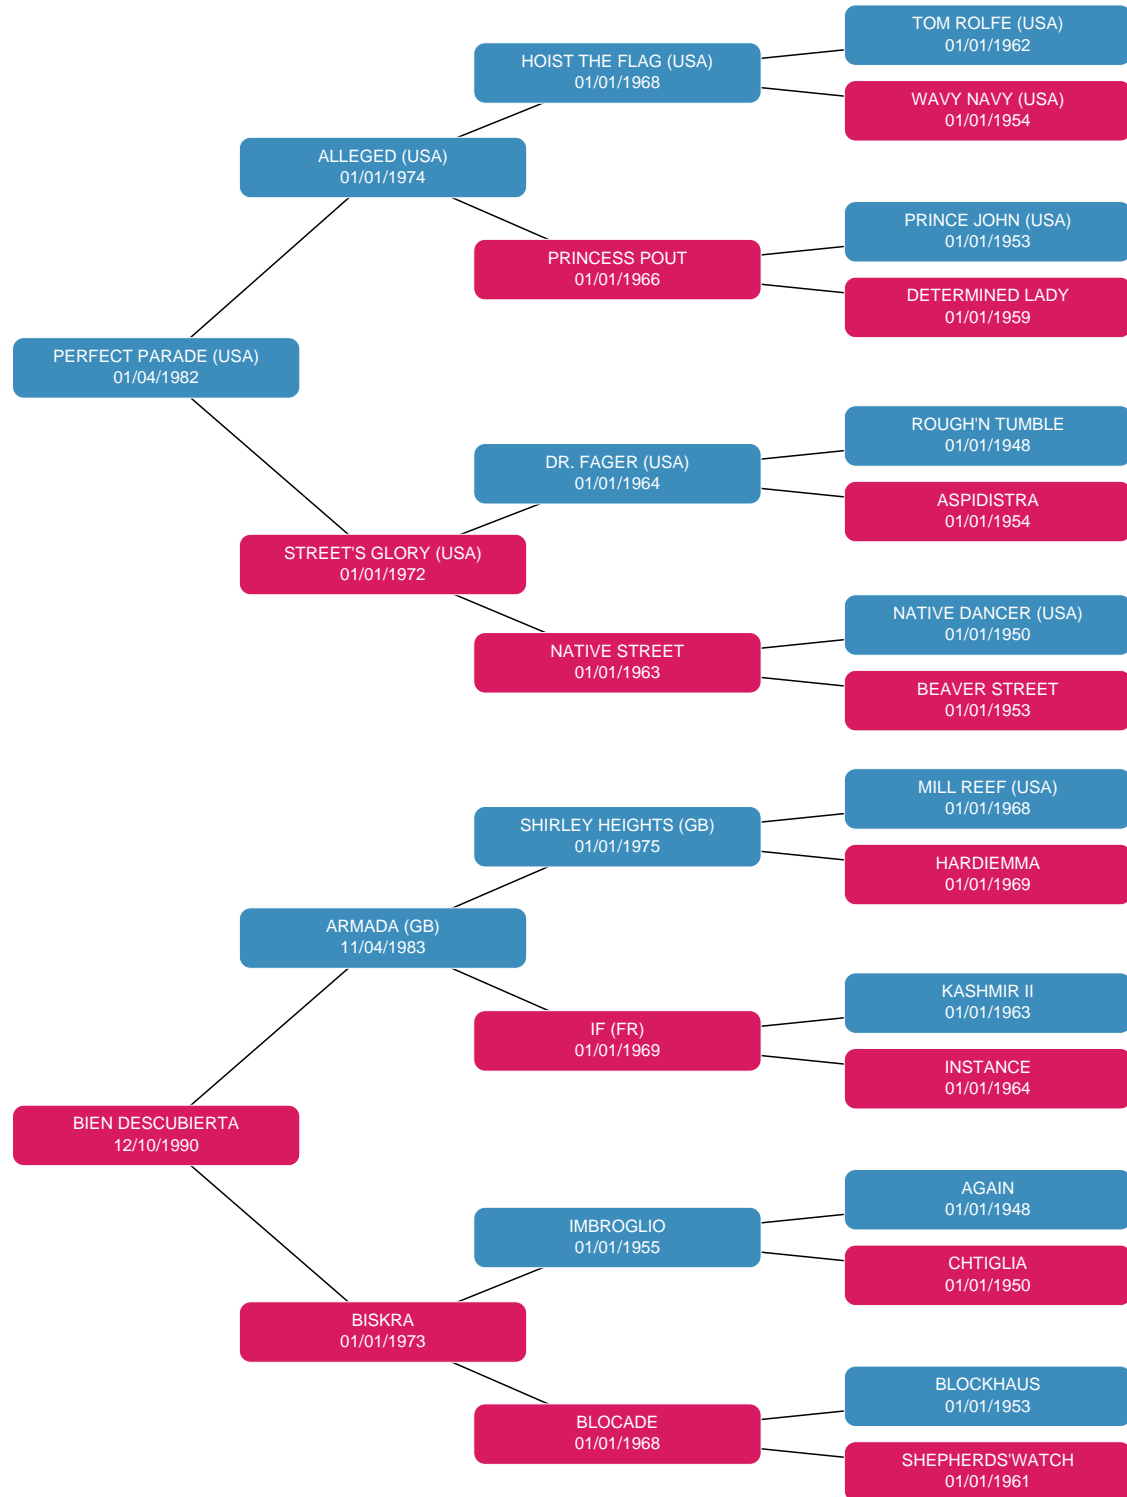 TOM ROLFE (USA)
01/01/1962
HOIST THE FLAG (USA)
01/01/1968
WAVY NAVY (USA)
01/01/1954
ALLEGED (USA)
01/01/1974
PRINCE JOHN (USA)
01/01/1953
PRINCESS POUT
01/01/1966
DETERMINED LADY
01/01/1959
PERFECT PARADE (USA)
01/04/1982
ROUGH'N TUMBLE
01/01/1948
DR. FAGER (USA)
01/01/1964
ASPIDISTRA
01/01/1954
STREET'S GLORY (USA)
01/01/1972
NATIVE DANCER (USA)
01/01/1950
NATIVE STREET
01/01/1963
BEAVER STREET
01/01/1953
MILL REEF (USA)
01/01/1968
SHIRLEY HEIGHTS (GB)
01/01/1975
HARDIEMMA
01/01/1969
ARMADA (GB)
11/04/1983
KASHMIR II
01/01/1963
IF (FR)
01/01/1969
INSTANCE
01/01/1964
BIEN DESCUBIERTA
12/10/1990
AGAIN
01/01/1948
IMBROGLIO
01/01/1955
CHTIGLIA
01/01/1950
BISKRA
01/01/1973
BLOCKHAUS
01/01/1953
BLOCADE
01/01/1968
SHEPHERDS'WATCH
01/01/1961